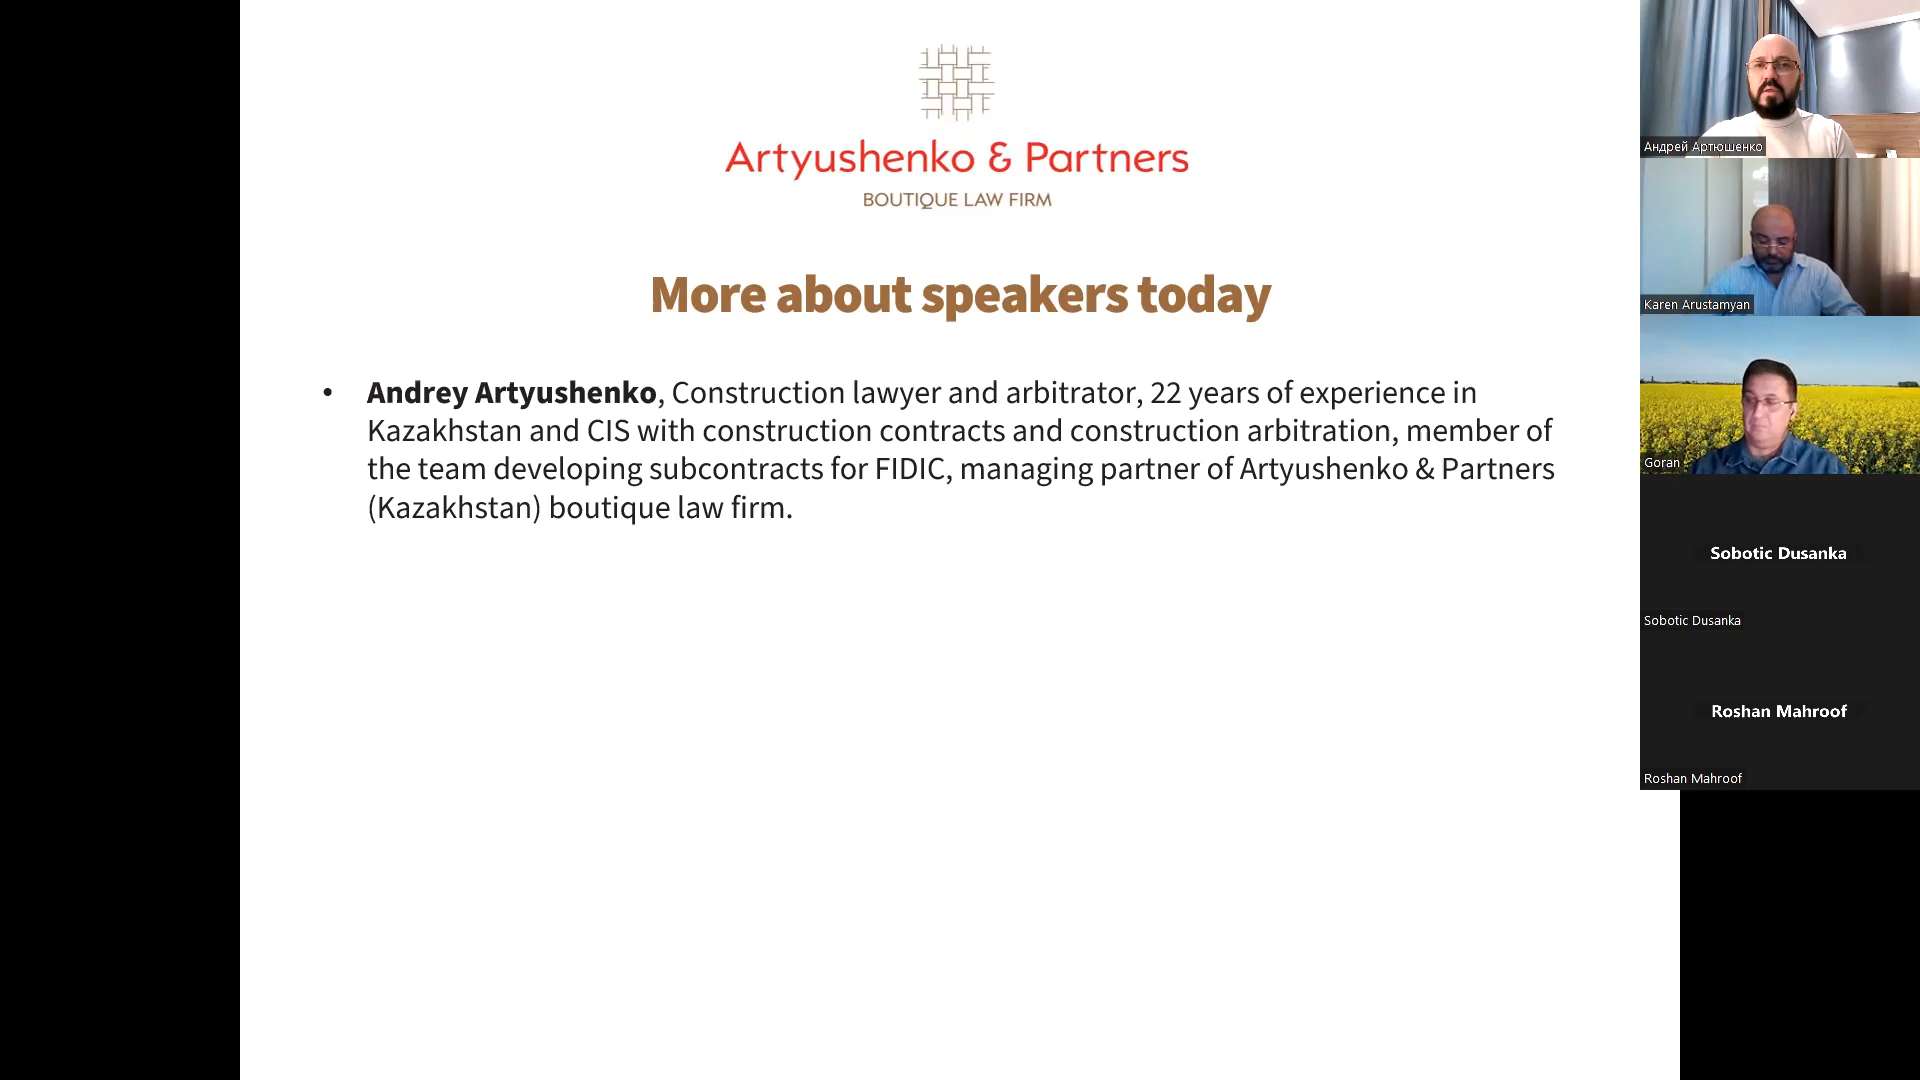 Artyushenko & Partners
BOUTIQUE LAW FIRM
More about speakers today
• Andrey Artyushenko, Construction lawyer and arbitrator, 22 years of experience in
Kazakhstan and CIS with construction contracts and construction arbitration, member of
the team developing subcontracts for FIDIC, managing partner of Artyushenko & Partners
(Kazakhstan) boutique law firm.
Андрей Артюшенко
Karen Arustamyan
Goran
Sobotic Dusanka
Sobotic Dusanka
Roshan Mahroof
Roshan Mahroof